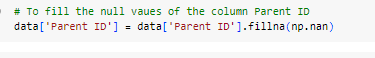 # To fill the null vaues of the column Parent ID
data['Parent ID'] = data['Parent ID'].fillna(np.nan)